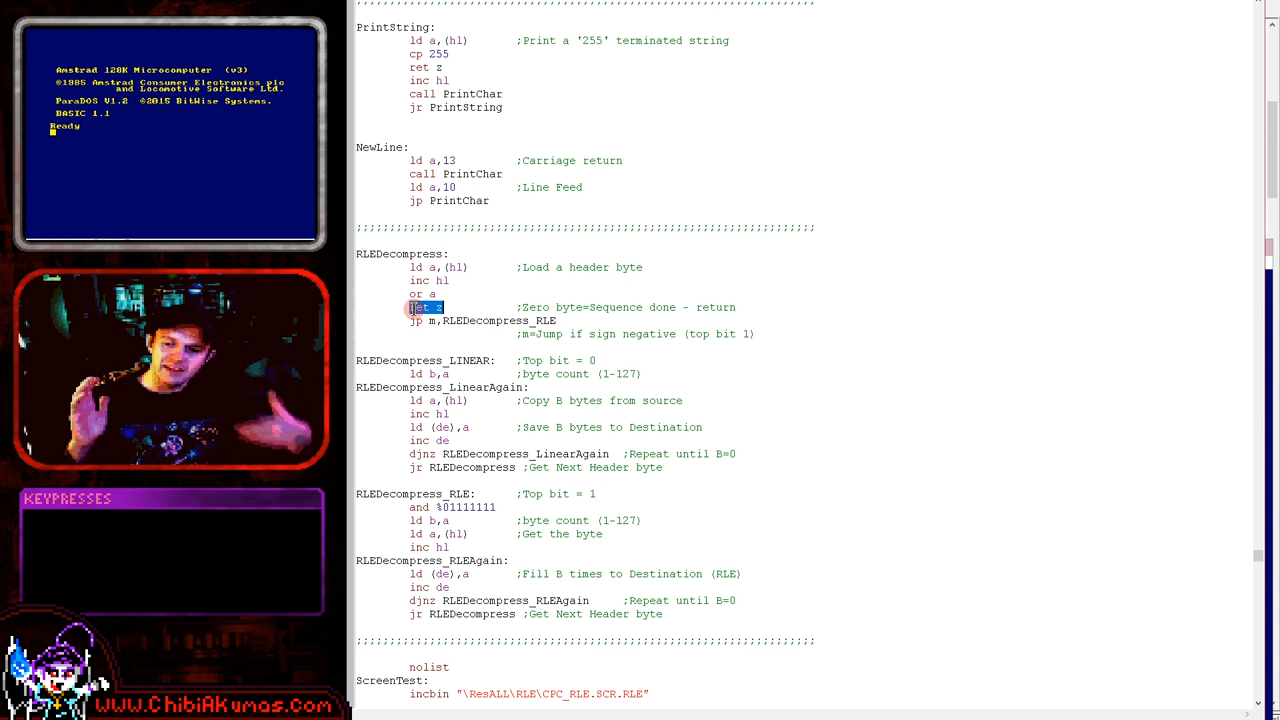 Amstrad 128K Microcomputer  (v3)
©1985 Amstrad Consumer Electronics plc
and Locomotive Software Ltd.
ParaDOS V1.2  ©2015 BitWise Systems.
BASIC 1.1
Ready
KEYPRESSES
www.ChibiAkumas.com
;;;;;;;;;;;;;;;;;;;;;;;;;;;;;;;;;;;;;;;;;;;;;;;;;;;;;;;;;;;;;;;;;;;;;
PrintString:
ld a,(hl)	;Print a '255' terminated string
cp 255
ret z
inc hl
call PrintChar
jr PrintString
NewLine:
ld a,13	;Carriage return
call PrintChar
ld a,10	;Line Feed
jp PrintChar
;;;;;;;;;;;;;;;;;;;;;;;;;;;;;;;;;;;;;;;;;;;;;;;;;;;;;;;;;;;;;;;;;;;;;
RLEDecompress:
ld a,(hl)	;Load a header byte
inc hl
or a
ret z	;Zero byte=Sequence done - return
jp m,RLEDecompress_RLE
;m=Jump if sign negative (top bit 1)
RLEDecompress_LINEAR:	;Top bit = 0
ld b,a	;byte count (1-127)
RLEDecompress_LinearAgain:
ld a,(hl)	;Copy B bytes from source
inc hl
ld (de),a	;Save B bytes to Destination
inc de
djnz RLEDecompress_LinearAgain	;Repeat until B=0
jr RLEDecompress ;Get Next Header byte
RLEDecompress_RLE:	;Top bit = 1
and %01111111
ld b,a	;byte count (1-127)
ld a,(hl)	;Get the byte
inc hl
RLEDecompress_RLEAgain:
ld (de),a	;Fill B times to Destination (RLE)
inc de
djnz RLEDecompress_RLEAgain	;Repeat until B=0
jr RLEDecompress ;Get Next Header byte
;;;;;;;;;;;;;;;;;;;;;;;;;;;;;;;;;;;;;;;;;;;;;;;;;;;;;;;;;;;;;;;;;;;;;
nolist
ScreenTest:
incbin "\ResALL\RLE\CPC_RLE.SCR.RLE"